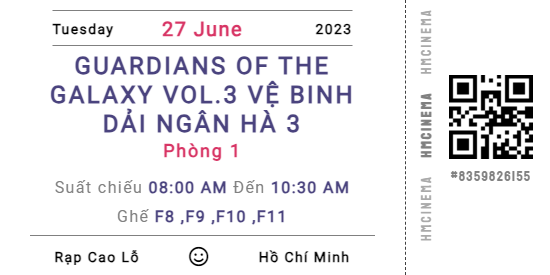 Tuesday 27 June 2023
GUARDIANS OF THE
GALAXY VOL.3 VỆ BINH
DẢI NGÂN HÀ 3
Phòng 1
Suất chiếu 08:00 AM Đến 10:30 AM
Ghế F8 ,F9 ,F10 ,F11
Rạp Cao Lỗ Hồ Chí Minh
HMCINEMA
HMCINEMA
HMCINEMA
#8359826155